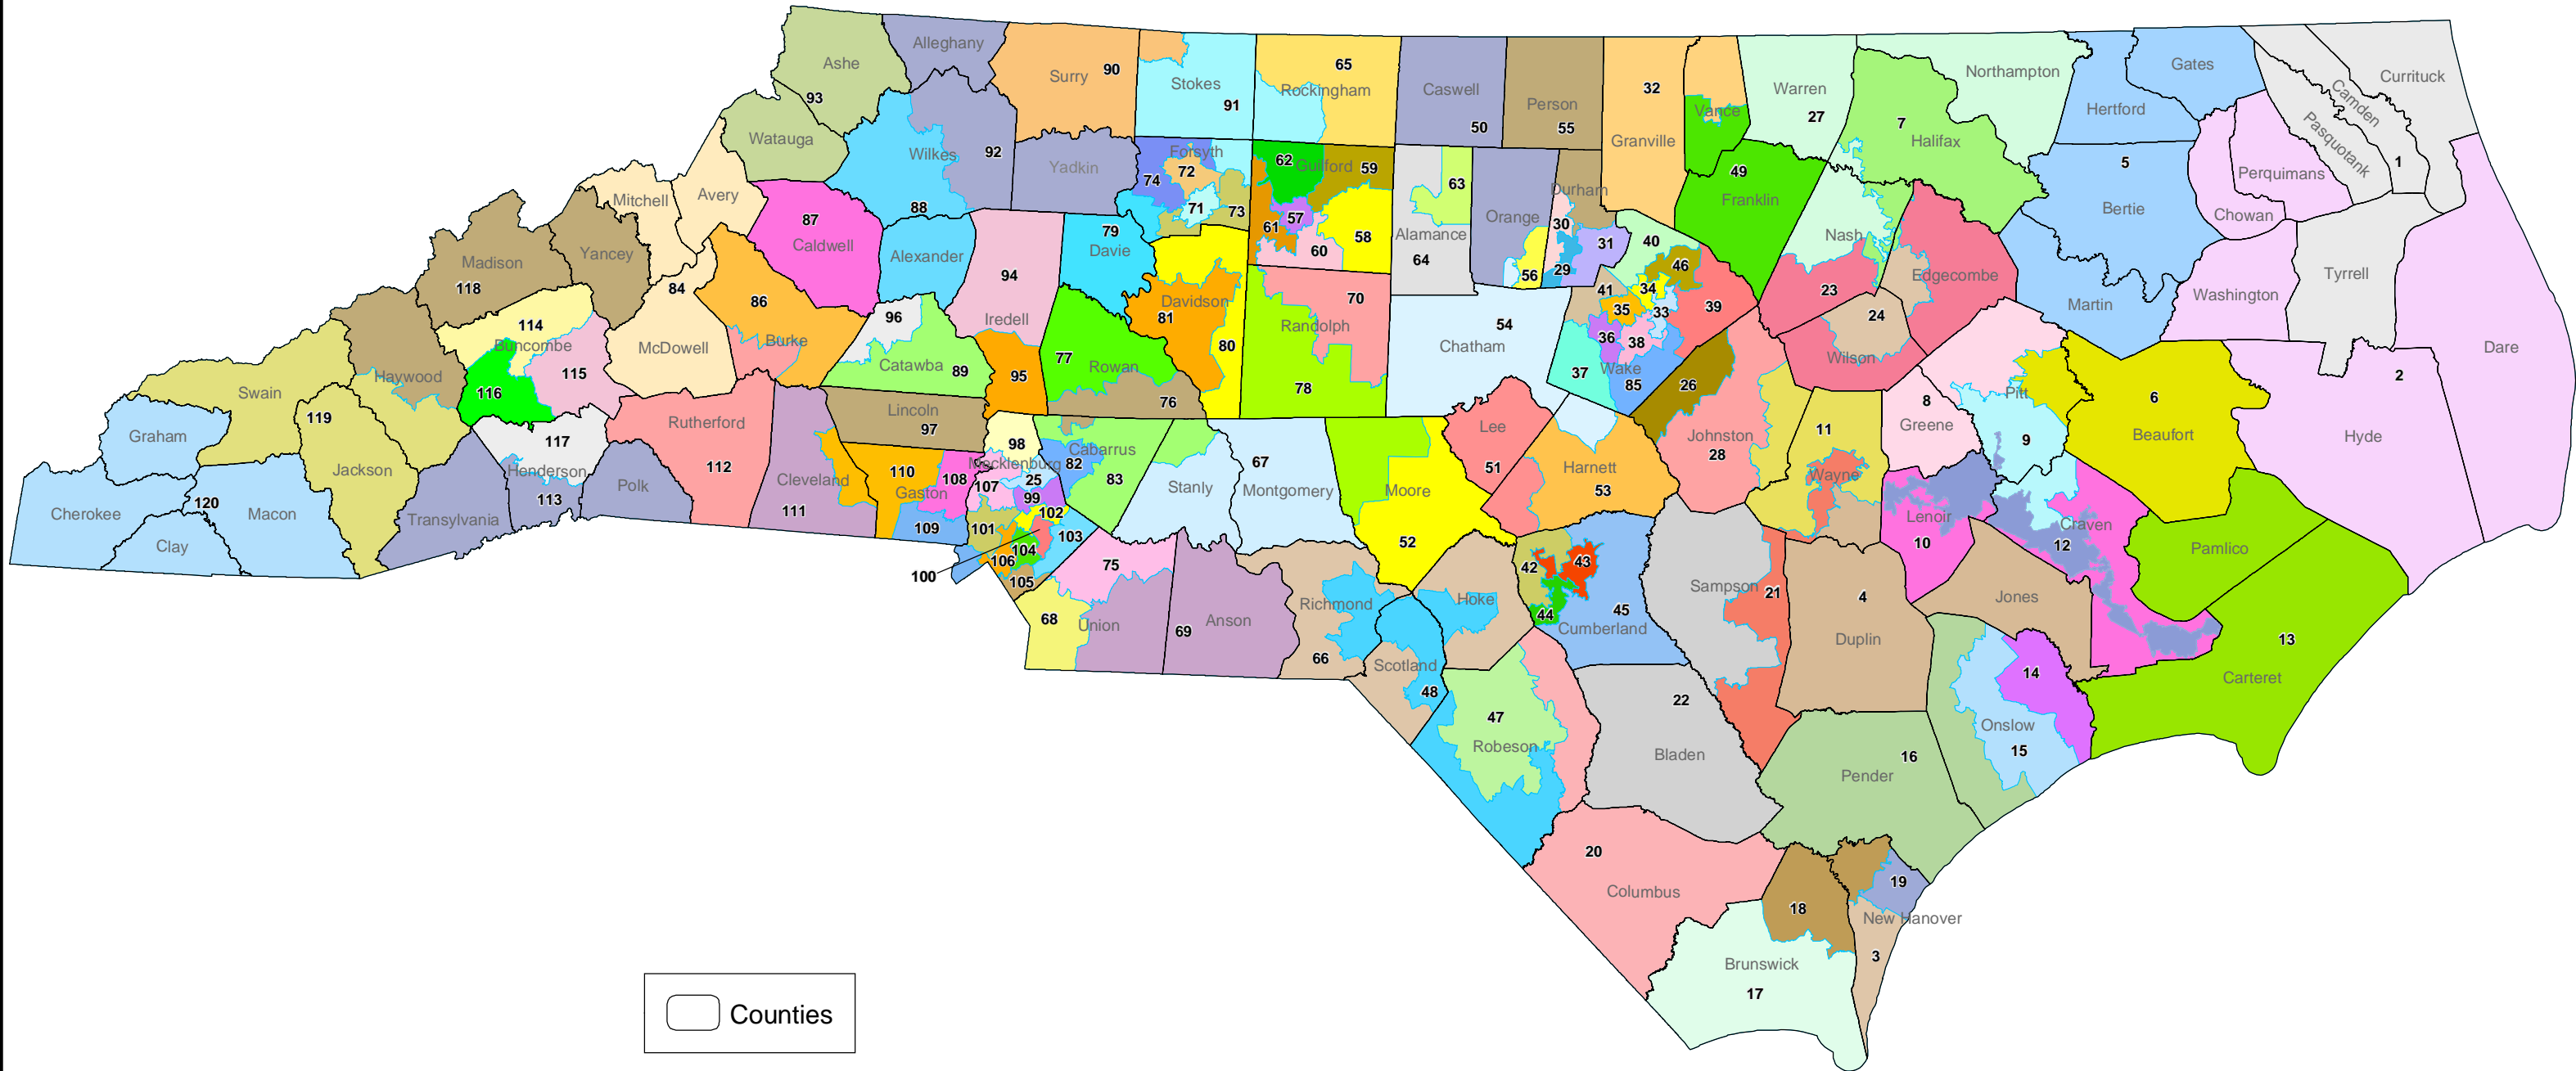 Ashe
Alleghany
Surry
90
Stokes
91
65
Rockingham
Caswell
50
Person
55
32
Granville
Vance
Warren
27
Northampton
7
Halifax
Hertford
Gates
Currituck
Camden
Pasquotank
1
Perquimans
Chowan
5
Bertie
93
Watauga
Wilkes
92
88
Yadkin
Forsyth
72
74
71
73
62
Guilford
59
57
61
58
60
63
Alamance
64
Orange
56
Durham
30
29
31
49
Franklin
Nash
Edgecombe
23
24
Wilson
Martin
Washington
Tyrrell
2
Dare
Hyde
Mitchell
Avery
87
Caldwell
Yancey
Madison
118
84
86
Burke
McDowell
Alexander
94
Iredell
79
Davie
Davidson
81
80
70
Randolph
78
54
Chatham
40
46
41
34
35
33
39
36
38
Wake
37
85
26
114
Buncombe
115
116
Haywood
Swain
119
Graham
Jackson
96
Catawba
89
95
77
Rowan
76
Lincoln
97
98
Cabarrus
82
83
Mecklenburg
Rutherford
112
117
Henderson
113
Polk
Transylvania
Cherokee
120
Macon
Clay
Cleveland
111
110
108
Gaston
109
107
25
99
102
101
103
104
106
105
100
Stanly
67
Montgomery
Moore
52
Lee
51
Harnett
53
Johnston
28
11
Wayne
8
Greene
Pitt
9
6
Beaufort
Lenoir
10
Craven
12
Pamlico
13
Carteret
Jones
75
68
Union
69
Anson
Richmond
66
Hoke
Scotland
48
42
43
44
45
Cumberland
Sampson
21
4
Duplin
14
Onslow
15
47
Robeson
22
Bladen
16
Pender
20
Columbus
18
19
New Hanover
3
Brunswick
17
Counties